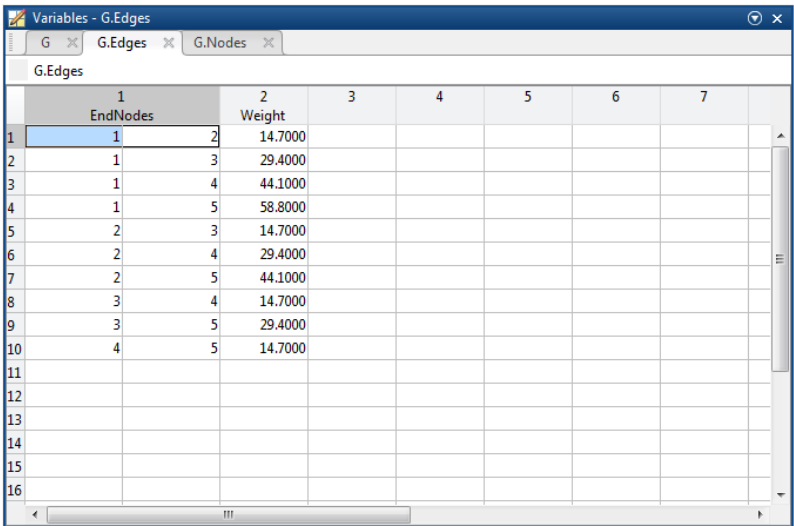 Variables - G.Edges
G G.Edges G.Nodes
G.Edges
1 2 3 4 5 6 7
EndNodes Weight
1 1 2 14.7000
2 1 3 29.4000
3 1 4 44.1000
4 1 5 58.8000
5 2 3 14.7000
6 2 4 29.4000
7 2 5 44.1000
8 3 4 14.7000
9 3 5 29.4000
10 4 5 14.7000
11
12
13
14
15
16